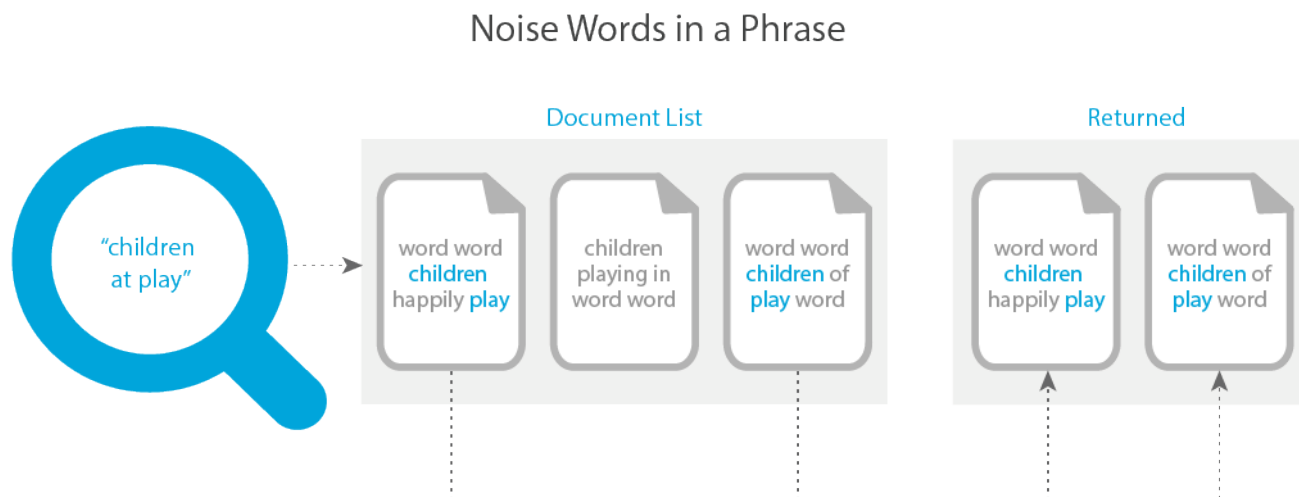 Noise Words in a Phrase
Document List
Returned
“children
at play”
word word
children
happily play
children
playing in
word word
word word
children of
play word
word word
children
happily play
word word
children of
play word